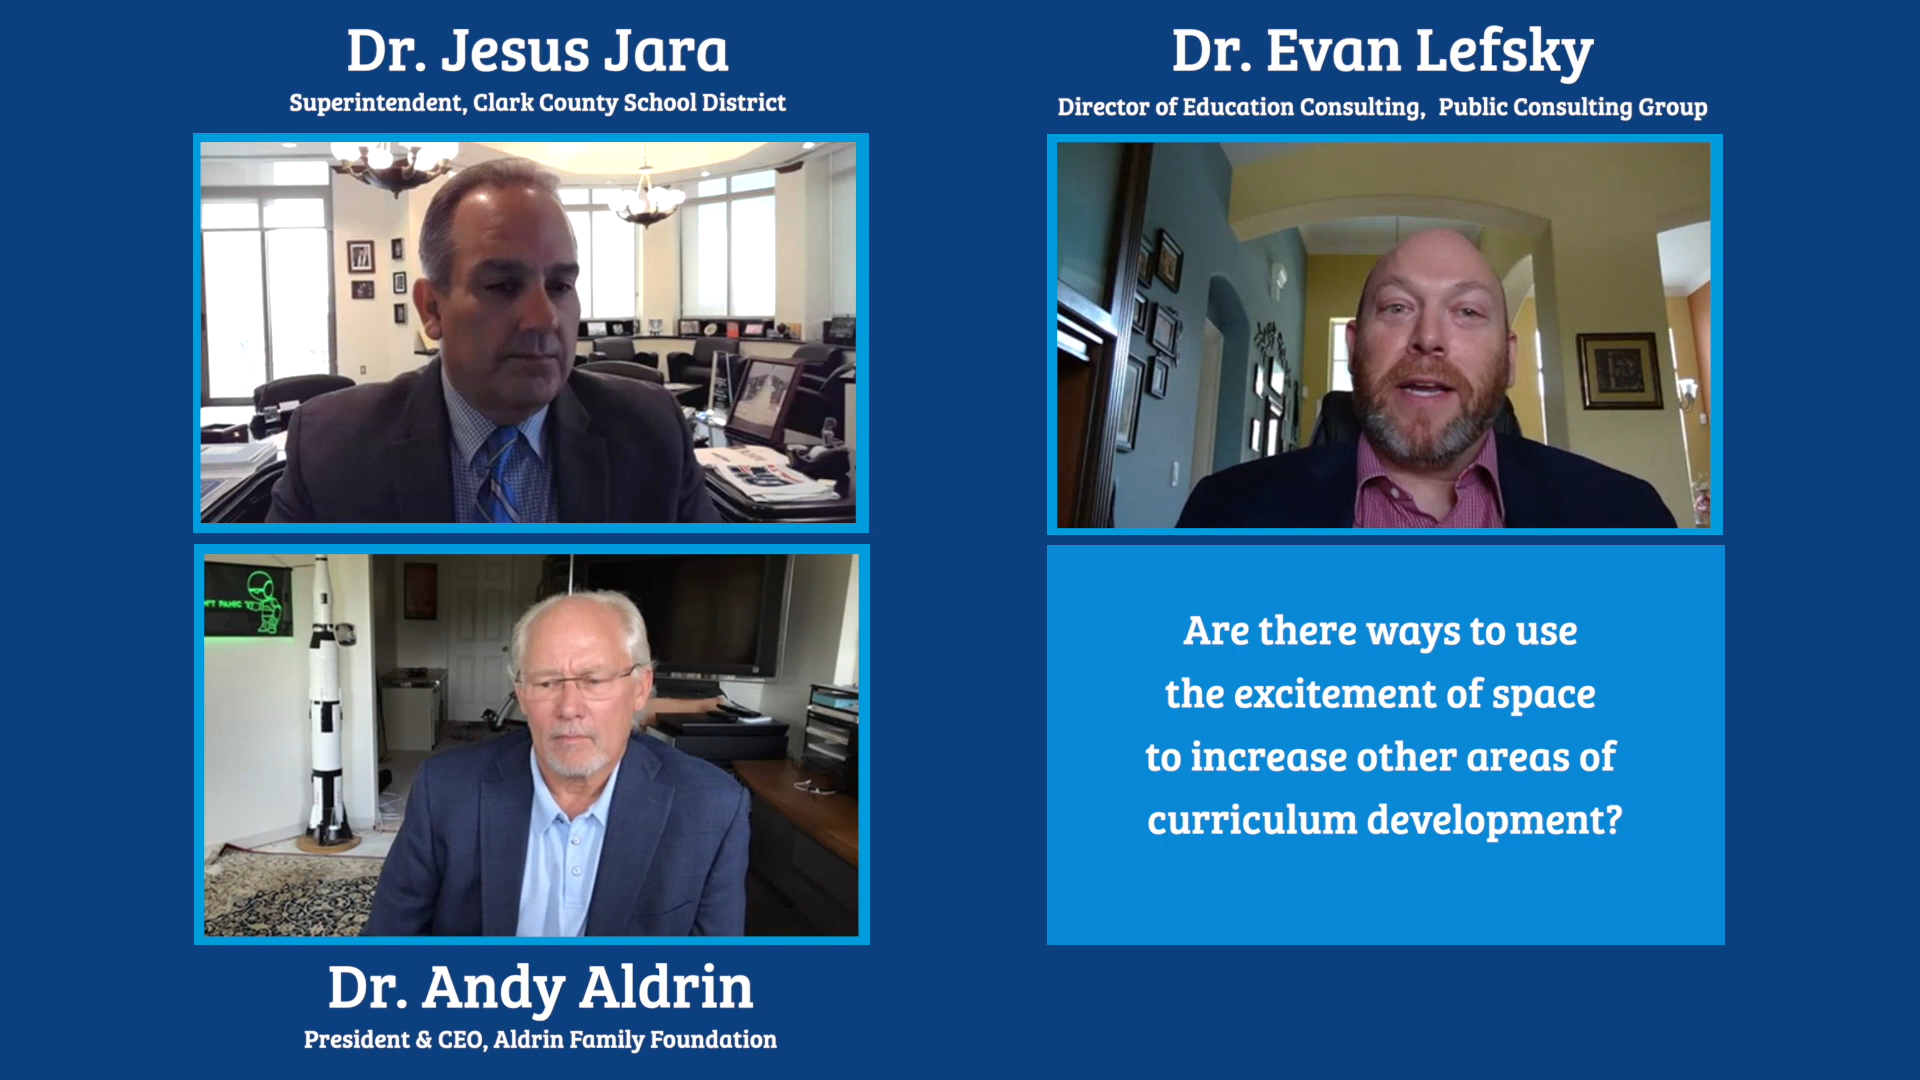 Dr. Jesus Jara
Superintendent, Clark County School District
Dr. Evan Lefsky
Director of Education Consulting, Public Consulting Group
PANIC
Are there ways to use
the excitement of space
to increase other areas of
curriculum development?
Dr. Andy Aldrin
President & CEO, Aldrin Family Foundation